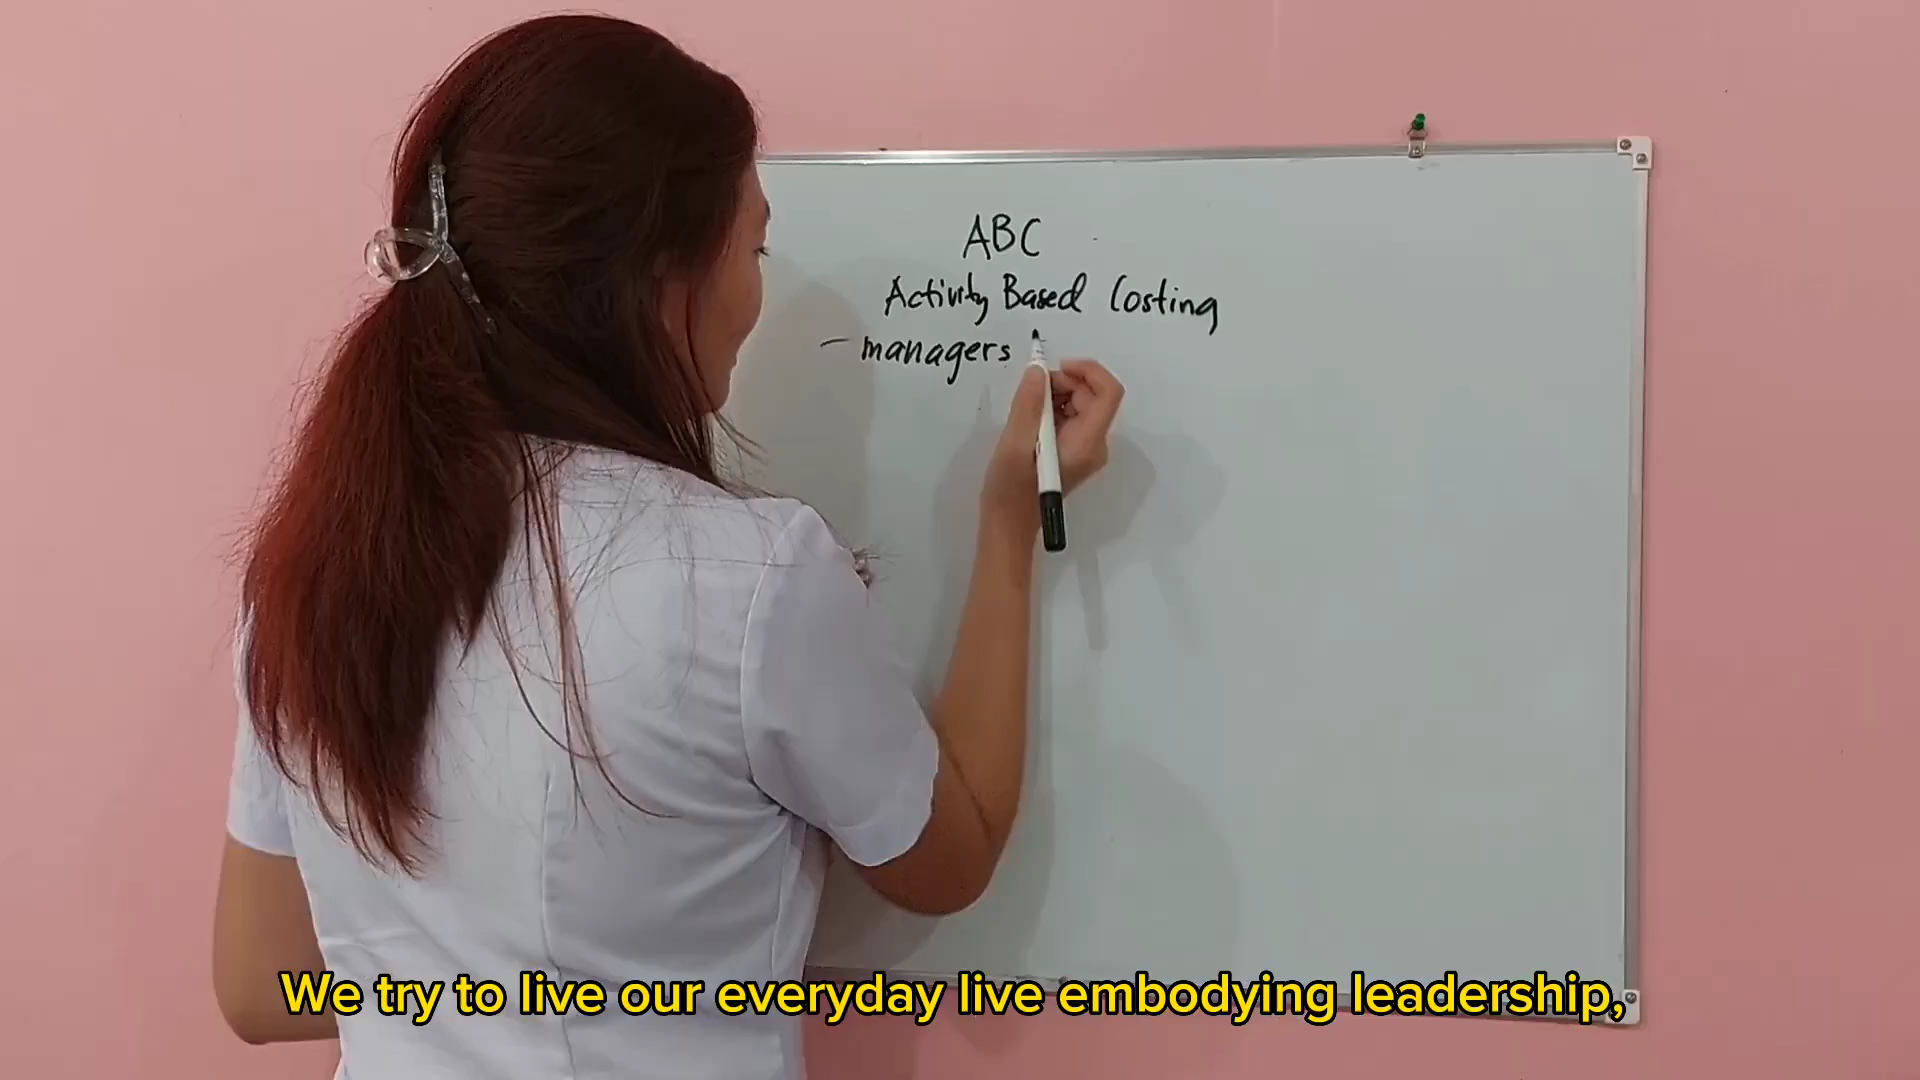 ABC
Activity Based Costing
- managers
We try to live our everyday live embodying leadership,